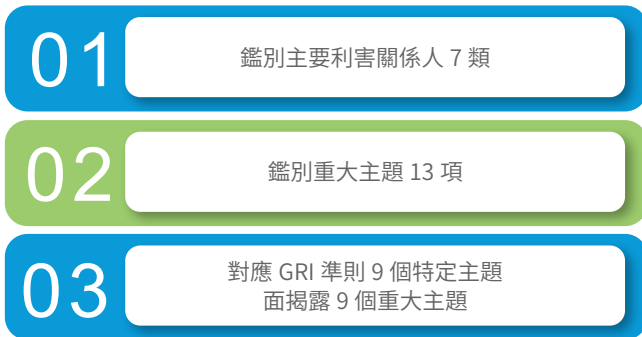 01
鑑別主要利害關係人 7 類
02
鑑別重大主題 13 項
03
對應 GRI 準則 9 個特定主題
面揭露 9 個重大主題